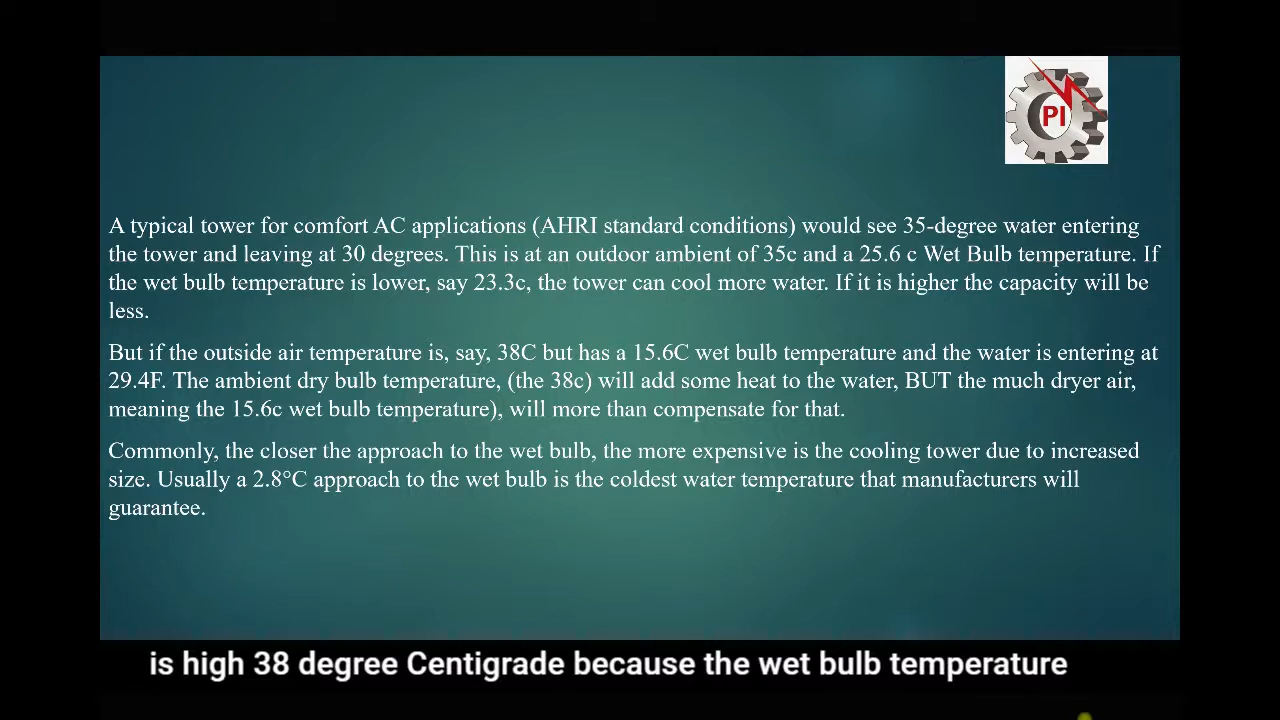 PI
A typical tower for comfort AC applications (AHRI standard conditions) would see 35-degree water entering
the tower and leaving at 30 degrees. This is at an outdoor ambient of 35c and a 25.6 c Wet Bulb temperature. If
the wet bulb temperature is lower, say 23.3c, the tower can cool more water. If it is higher the capacity will be
less.
But if the outside air temperature is, say, 38C but has a 15.6C wet bulb temperature and the water is entering at
29.4F. The ambient dry bulb temperature, (the 38c) will add some heat to the water, BUT the much dryer air,
meaning the 15.6c wet bulb temperature), will more than compensate for that.
Commonly, the closer the approach to the wet bulb, the more expensive is the cooling tower due to increased
size. Usually a 2.8°C approach to the wet bulb is the coldest water temperature that manufacturers will
guarantee.
is high 38 degree Centigrade because the wet bulb temperature